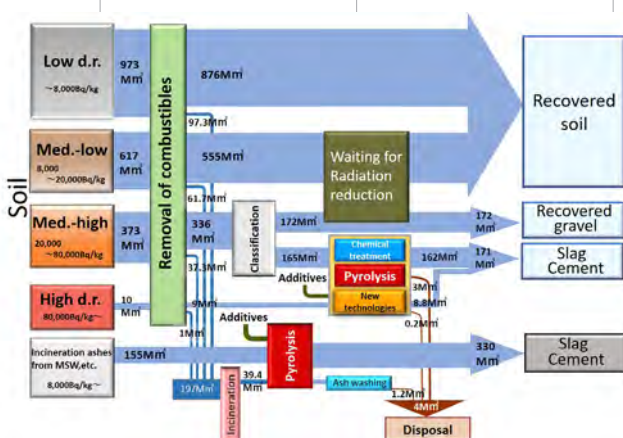 Soil
Low d.r.
~8,000Bq/kg
973
Mm³
876Mm³
97.3Mm³
Med.-low
8,000
~20,000Bq/kg
617
Mm³
555Mm³
61.7Mm³
Med.-high
20,000
~80,000Bq/kg
373
Mm³
336
Mm³
37.3Mm³
High d.r.
80,000Bq/kg~
10
Mm³
9Mm³
1Mm³
Incineration ashes
from MSW,etc.
8,000Bq/kg~
155Mm³
Removal of combustibles
Classification
Waiting for
Radiation
reduction
172Mm³
165Mm³
Chemical treatment
Pyrolysis
New
technologies
Additives
162Mm³
3Mm³
8.8Mm³
0.2Mm³
Additives
Pyrolysis
197Mm³
Incineration
39.4
Mm³
Ash washing
1.2Mm³
4Mm³
Disposal
Recovered
soil
172
Mm³
Recovered
gravel
171
Mm³
Slag
Cement
330
Mm³
Slag
Cement